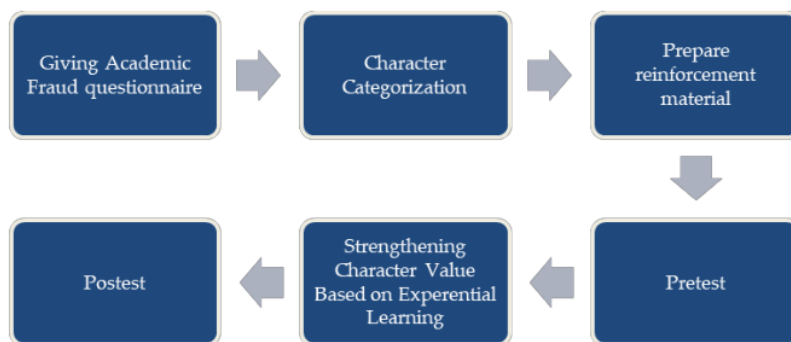 Giving Academic
Fraud questionnaire
Character
Categorization
Prepare
reinforcement
material
Pretest
Strengthening
Character Value
Based on Experential
Learning
Postest